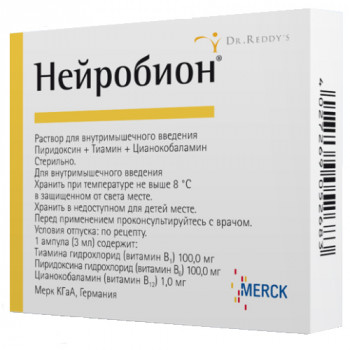 DR.REDDY'S
Нейробион®
Раствор для внутримышечного введения
Пиридоксин + Тиамин + Цианокобаламин
Стерильно.
Для внутримышечного введения
Хранить при температуре не выше 8 °C
в защищенном от света месте.
Хранить в недоступном для детей месте.
Перед применением проконсультируйтесь с врачом.
Условия отпуска: по рецепту.
1 ампула (3 мл) содержит:
Тиамина гидрохлорид (витамин B₁) 100,0 мг
Пиридоксина гидрохлорид (витамин B₆) 100,0 мг
Цианокобаламин (витамин B₁₂) 1,0 мг
Мерк КГаА, Германия
MERCK